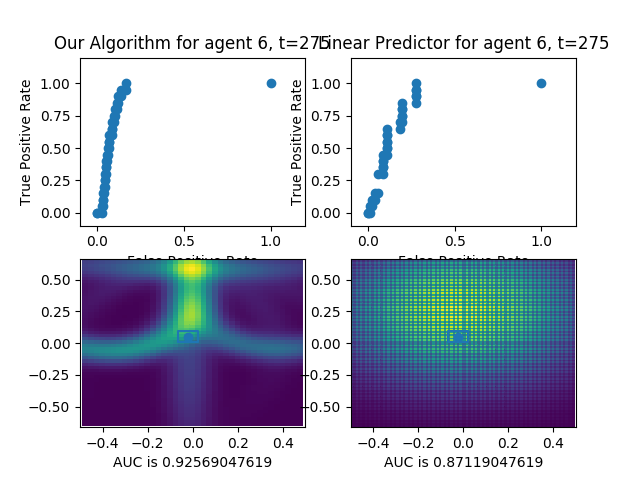 Our Algorithm for agent 6, t=275
Linear Predictor for agent 6, t=275
True Positive Rate
1.00
0.75
0.50
0.25
0.00
0.0 0.5 1.0
False Positive Rate
True Positive Rate
1.00
0.75
0.50
0.25
0.00
0.0 0.5 1.0
False Positive Rate
0.50
0.25
0.00
−0.25
−0.50
−0.4 −0.2 0.0 0.2 0.4
AUC is 0.92569047619
0.50
0.25
0.00
−0.25
−0.50
−0.4 −0.2 0.0 0.2 0.4
AUC is 0.87119047619